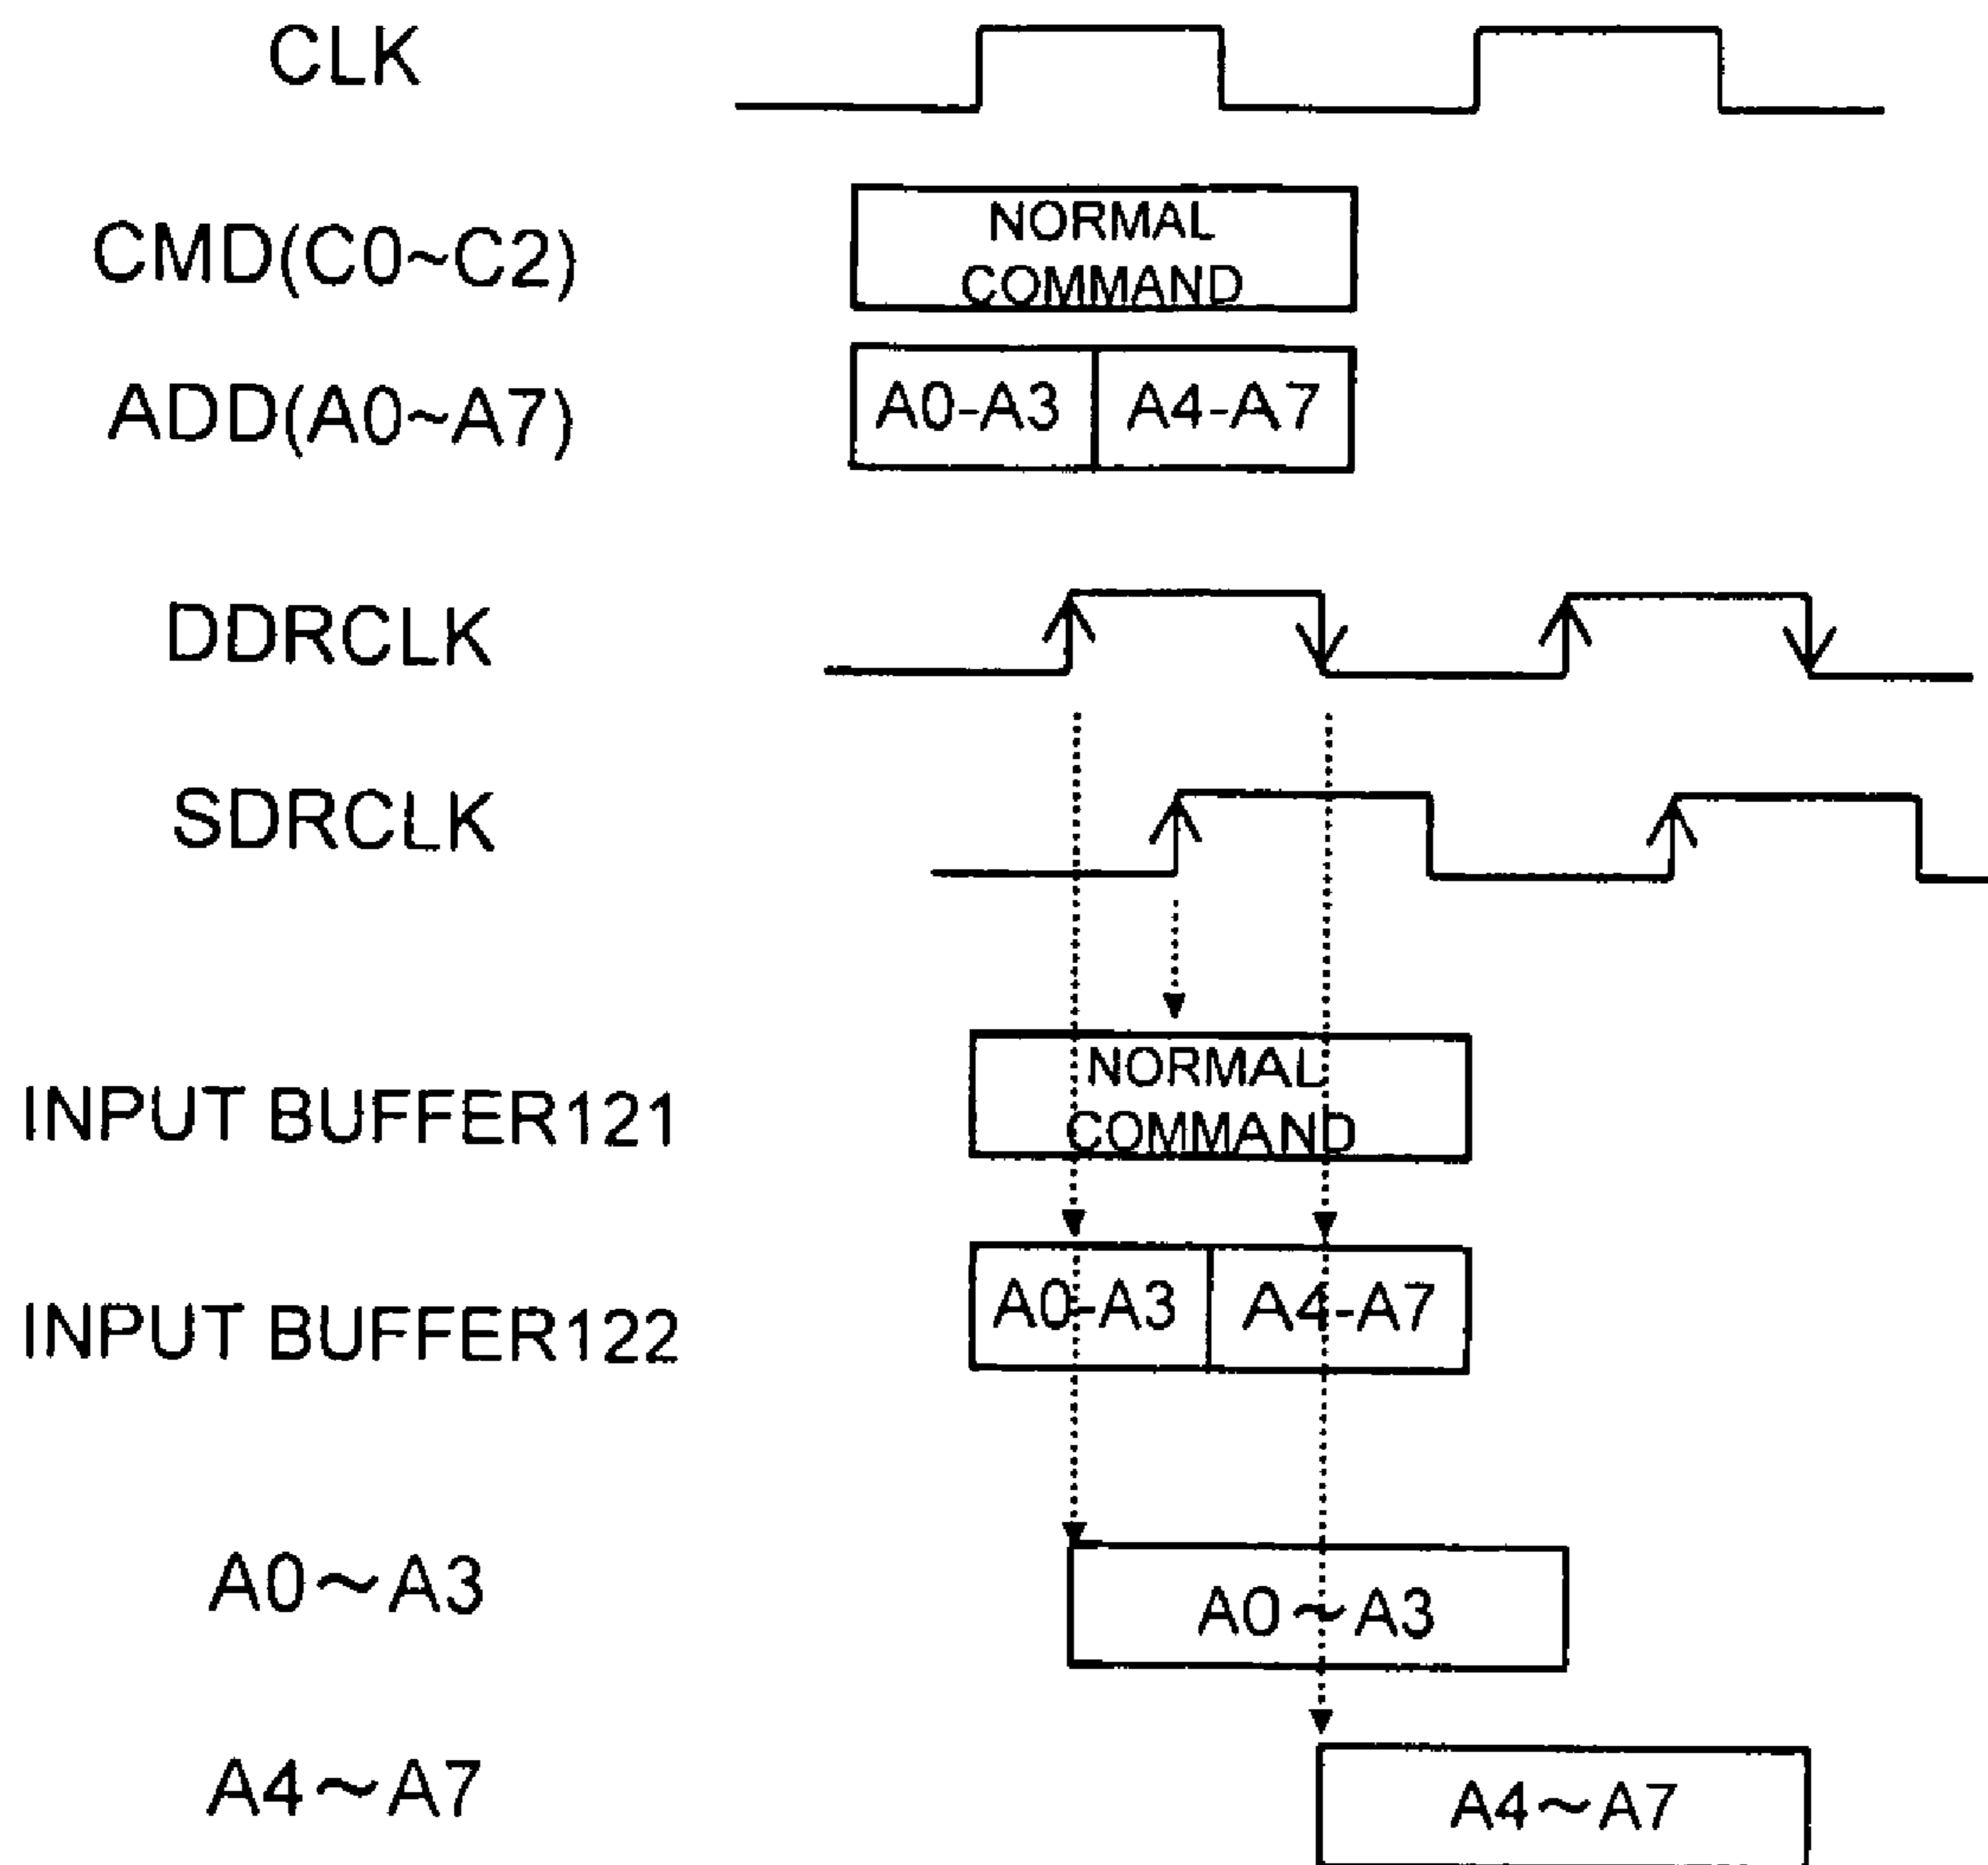 CLK
CMD(C0~C2)
NORMAL
COMMAND
ADD(A0~A7)
A0-A3
A4-A7
DDRCLK
SDRCLK
INPUT BUFFER121
NORMAL
COMMAND
INPUT BUFFER122
A0-A3
A4-A7
A0~A3
A0~A3
A4~A7
A4~A7